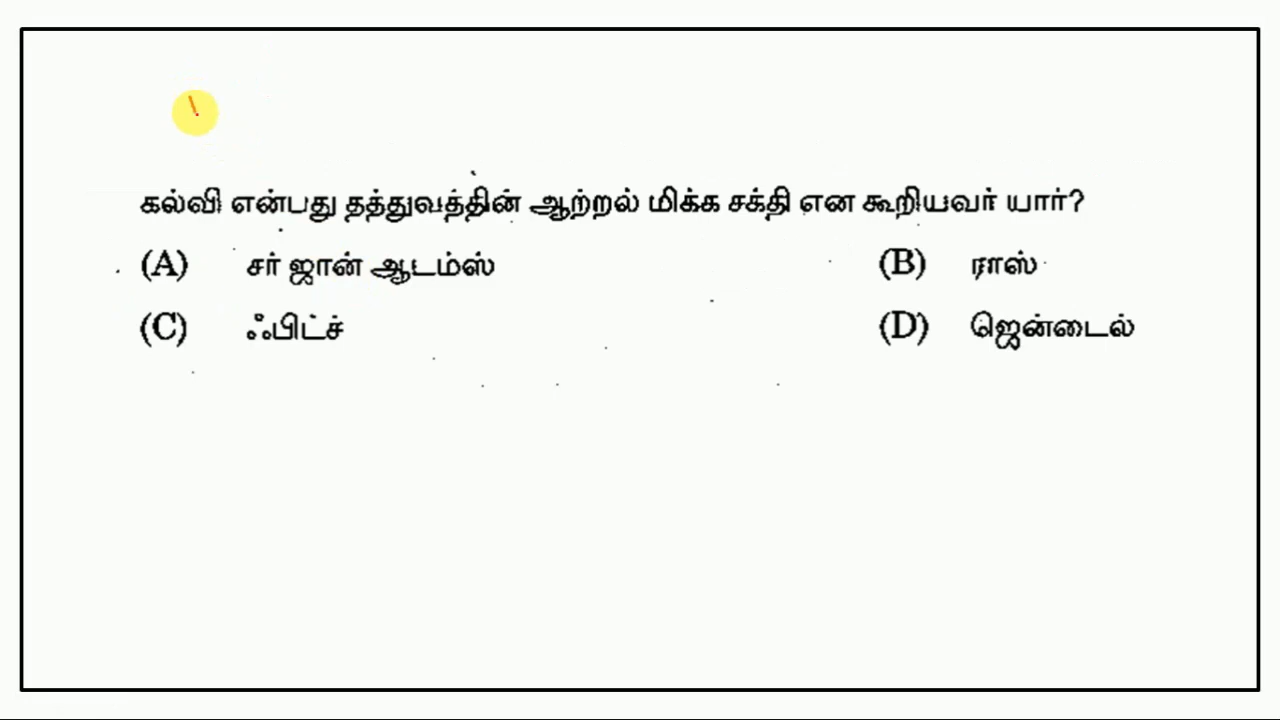 கல்வி என்பது தத்துவத்தின் ஆற்றல் மிக்க சக்தி என கூறியவர் யார்?
(A) சர் ஜான் ஆடம்ஸ் (B) ராஸ்
(C) ஃபிட்ச் (D) ஜென்டைல்